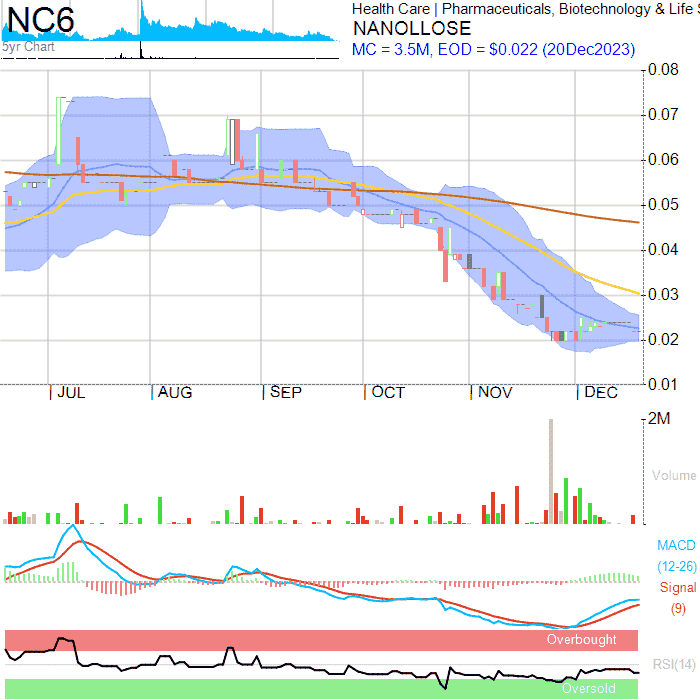 NC6
5yr Chart
Health Care | Pharmaceuticals, Biotechnology & Life S
NANOLLOSE
MC = 3.5M, EOD = $0.022 (20Dec2023)
0.08
0.07
0.06
0.05
0.04
0.03
0.02
0.01
JUL AUG SEP OCT NOV DEC
2M
Volume
MACD
(12-26)
Signal
(9)
Overbought
RSI(14)
Oversold